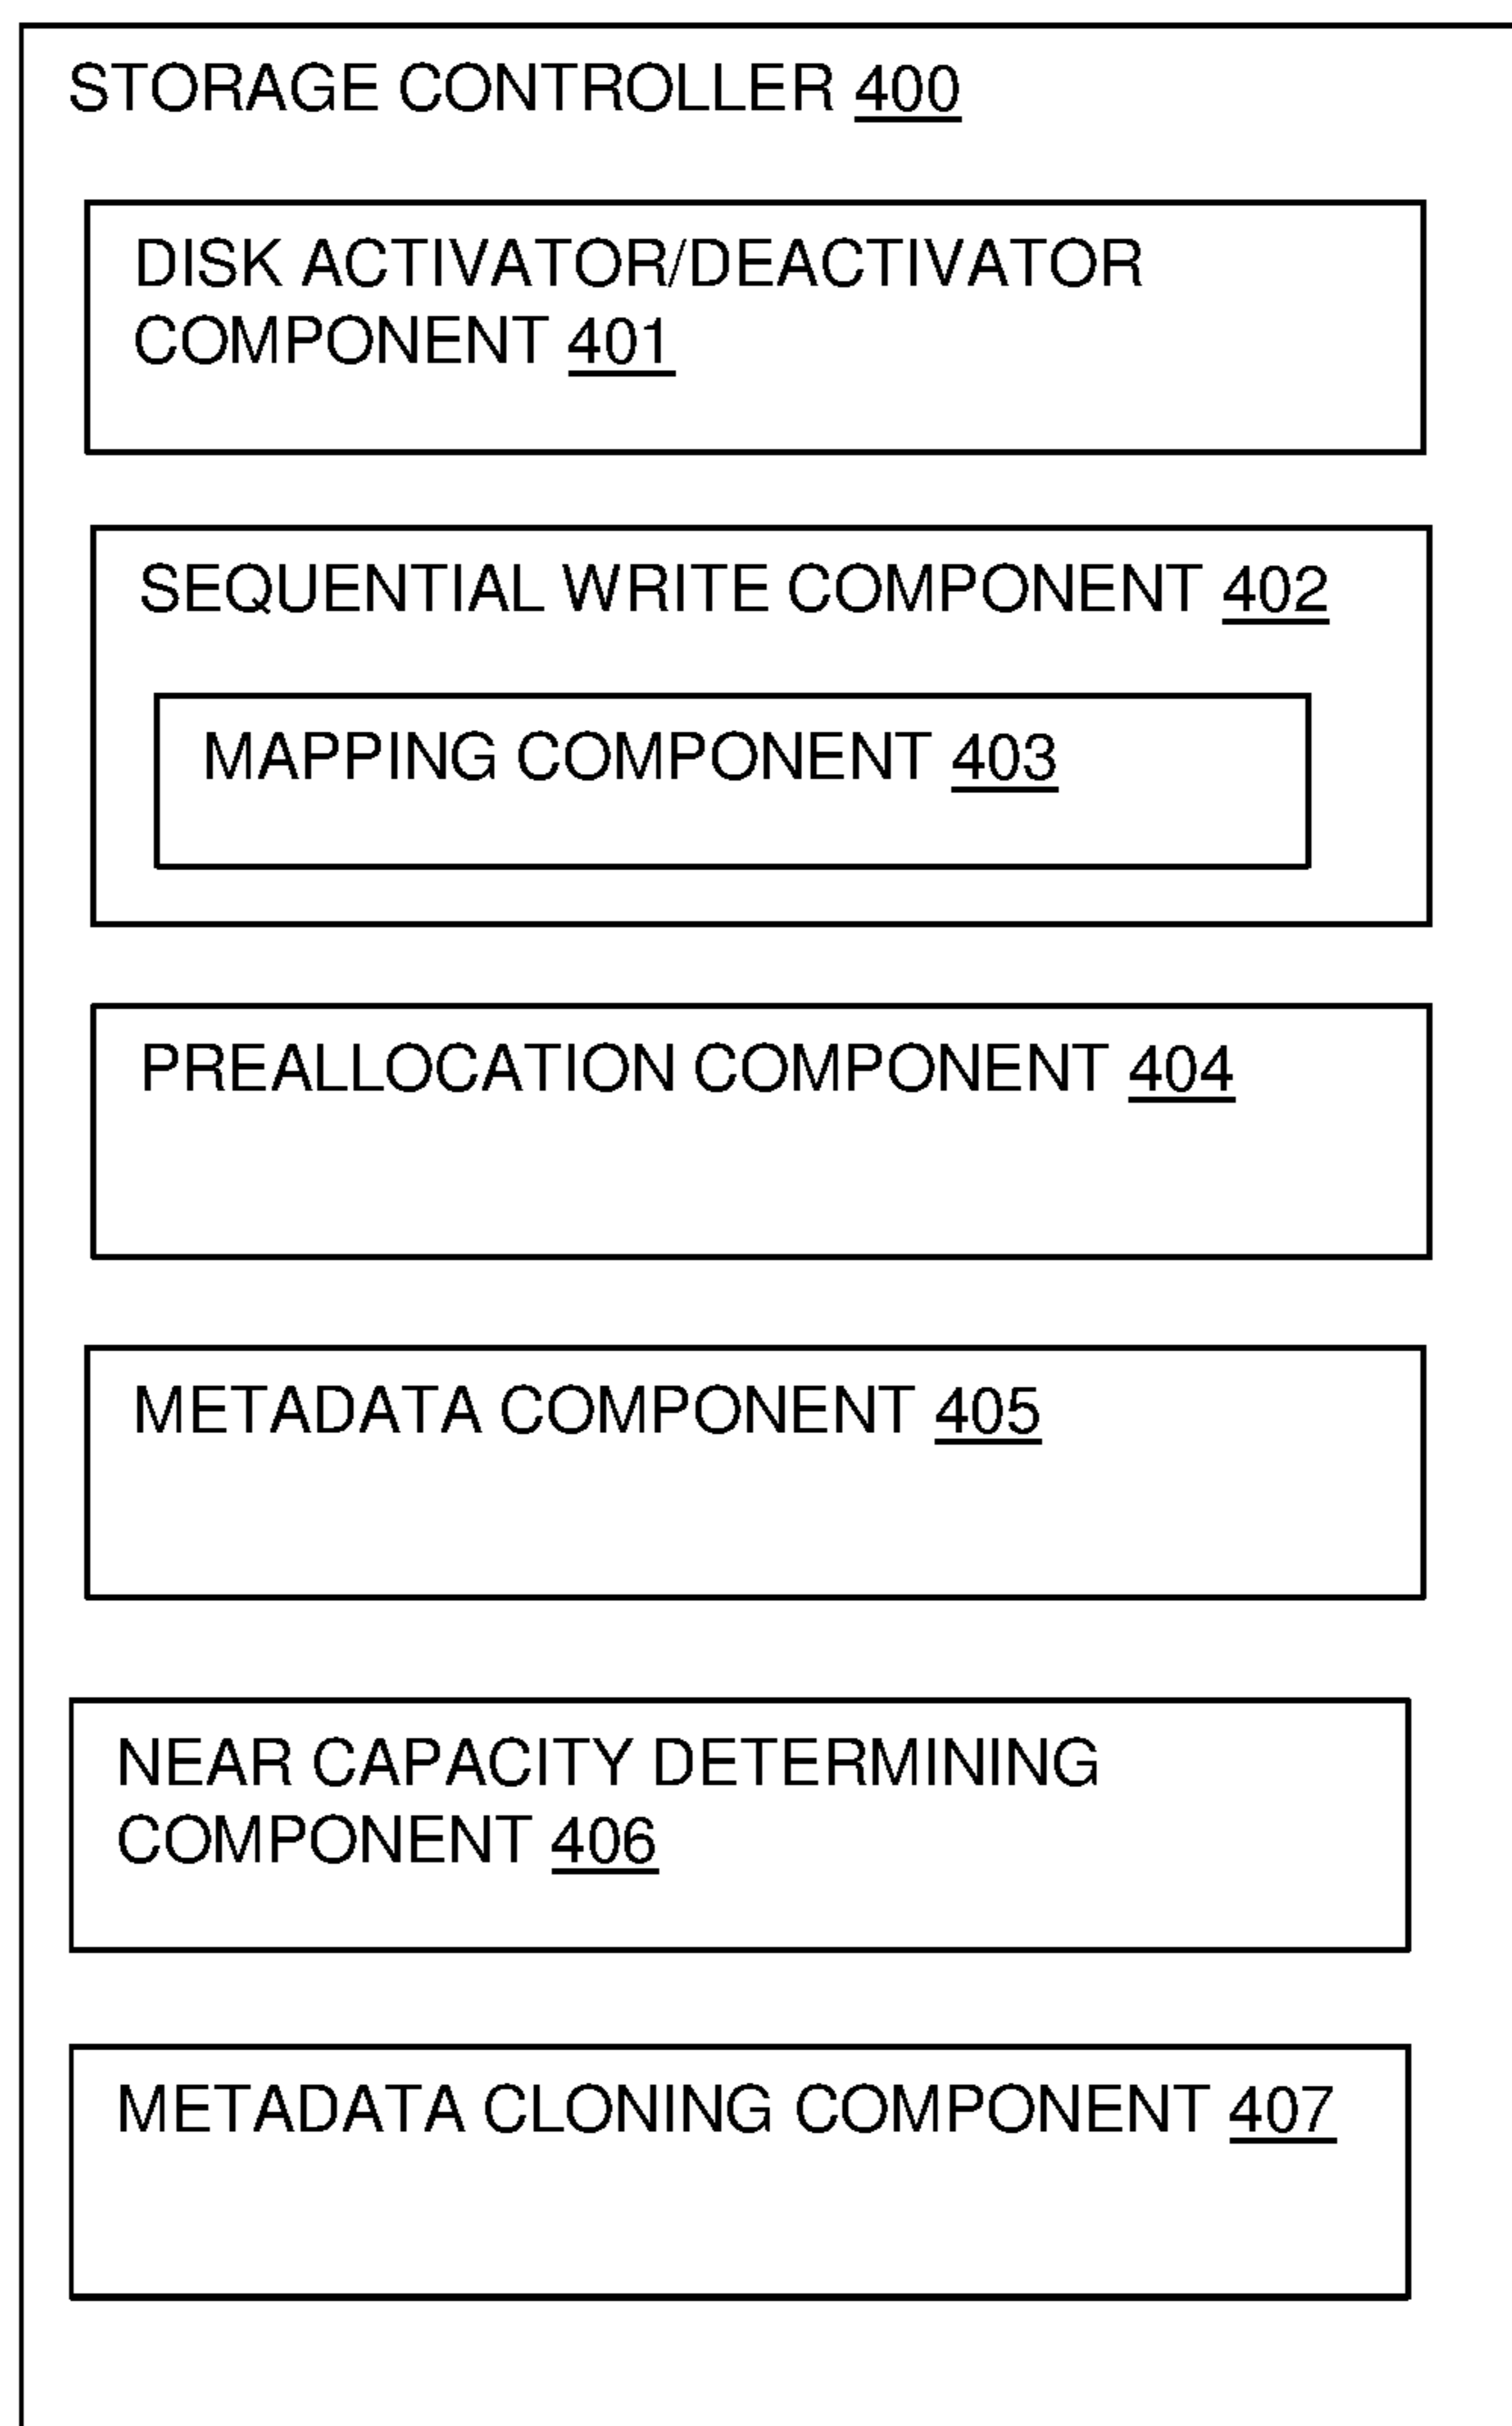 STORAGE CONTROLLER 400
DISK ACTIVATOR/DEACTIVATOR
COMPONENT 401
SEQUENTIAL WRITE COMPONENT 402
MAPPING COMPONENT 403
PREALLOCATION COMPONENT 404
METADATA COMPONENT 405
NEAR CAPACITY DETERMINING
COMPONENT 406
METADATA CLONING COMPONENT 407